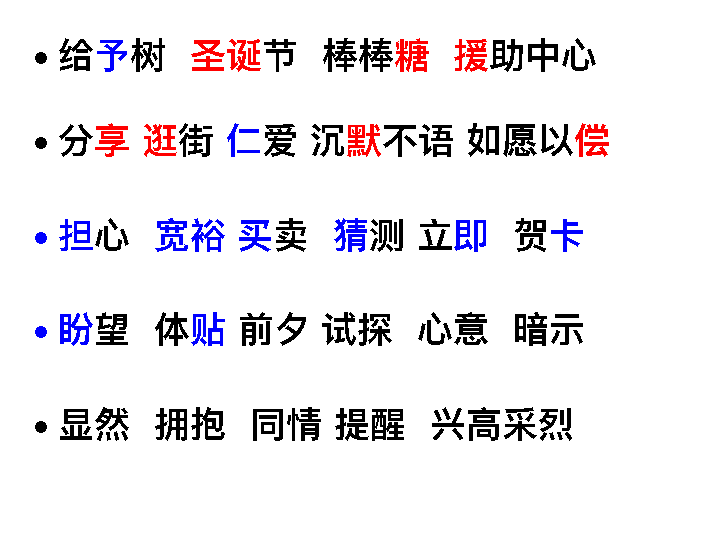 • 给予树 圣诞节 棒棒糖 援助中心
• 分享 逛街 仁爱 沉默不语 如愿以偿
• 担心 宽裕 买卖 猜测 立即 贺卡
• 盼望 体贴 前夕 试探 心意 暗示
• 显然 拥抱 同情 提醒 兴高采烈